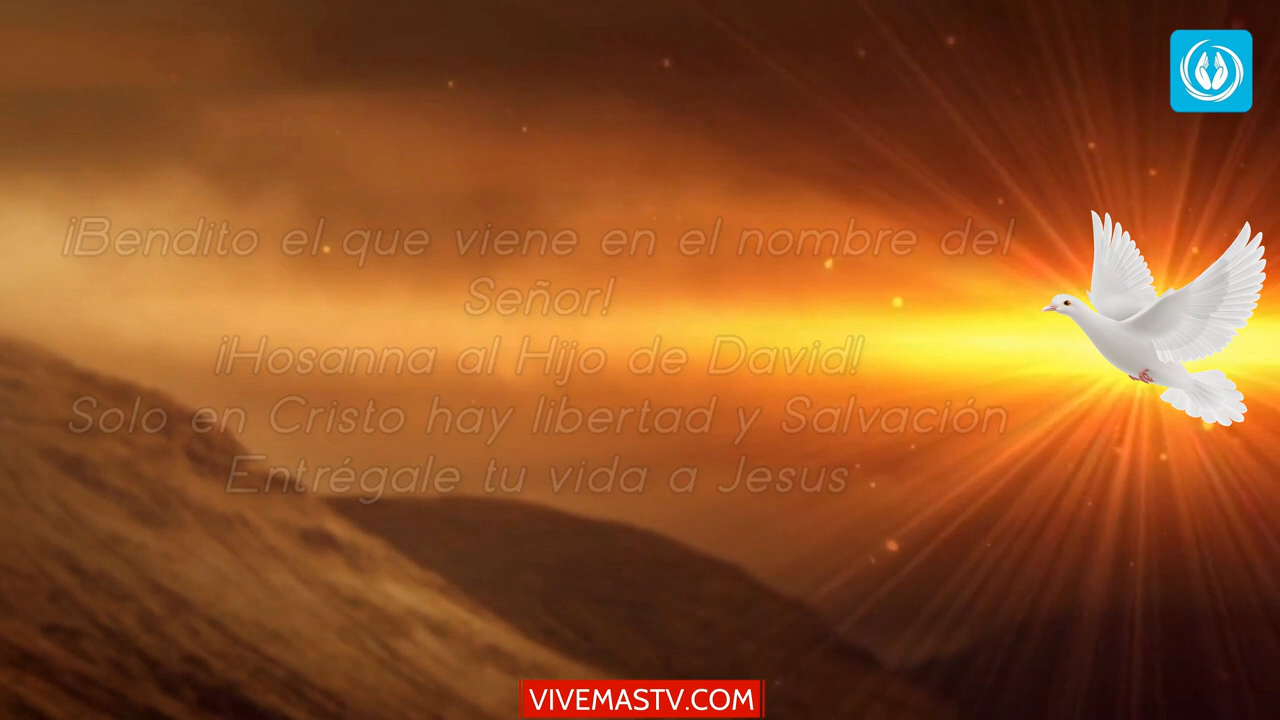 ¡Bendito el que viene en el nombre del
Señor!
¡Hosanna al Hijo de David!
Solo en Cristo hay libertad y Salvación
Entrégale tu vida a Jesus
VIVEMASTV.COM